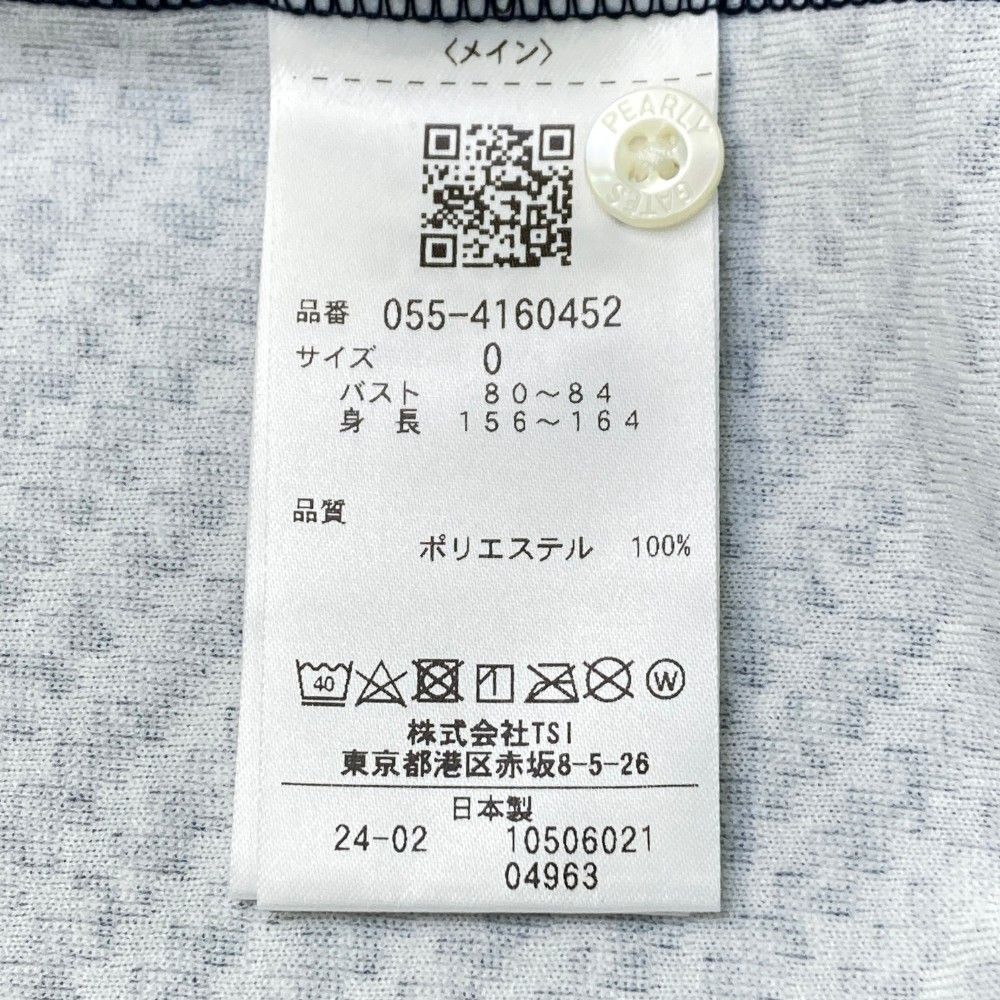 〈メイン〉
PEARLY
GATES
品番 055-4160452
サイズ 0
バスト 80～84
身長 156～164
品質
ポリエステル 100%
40 W
株式会社TSI
東京都港区赤坂8-5-26
日本製
24-02 10506021
04963